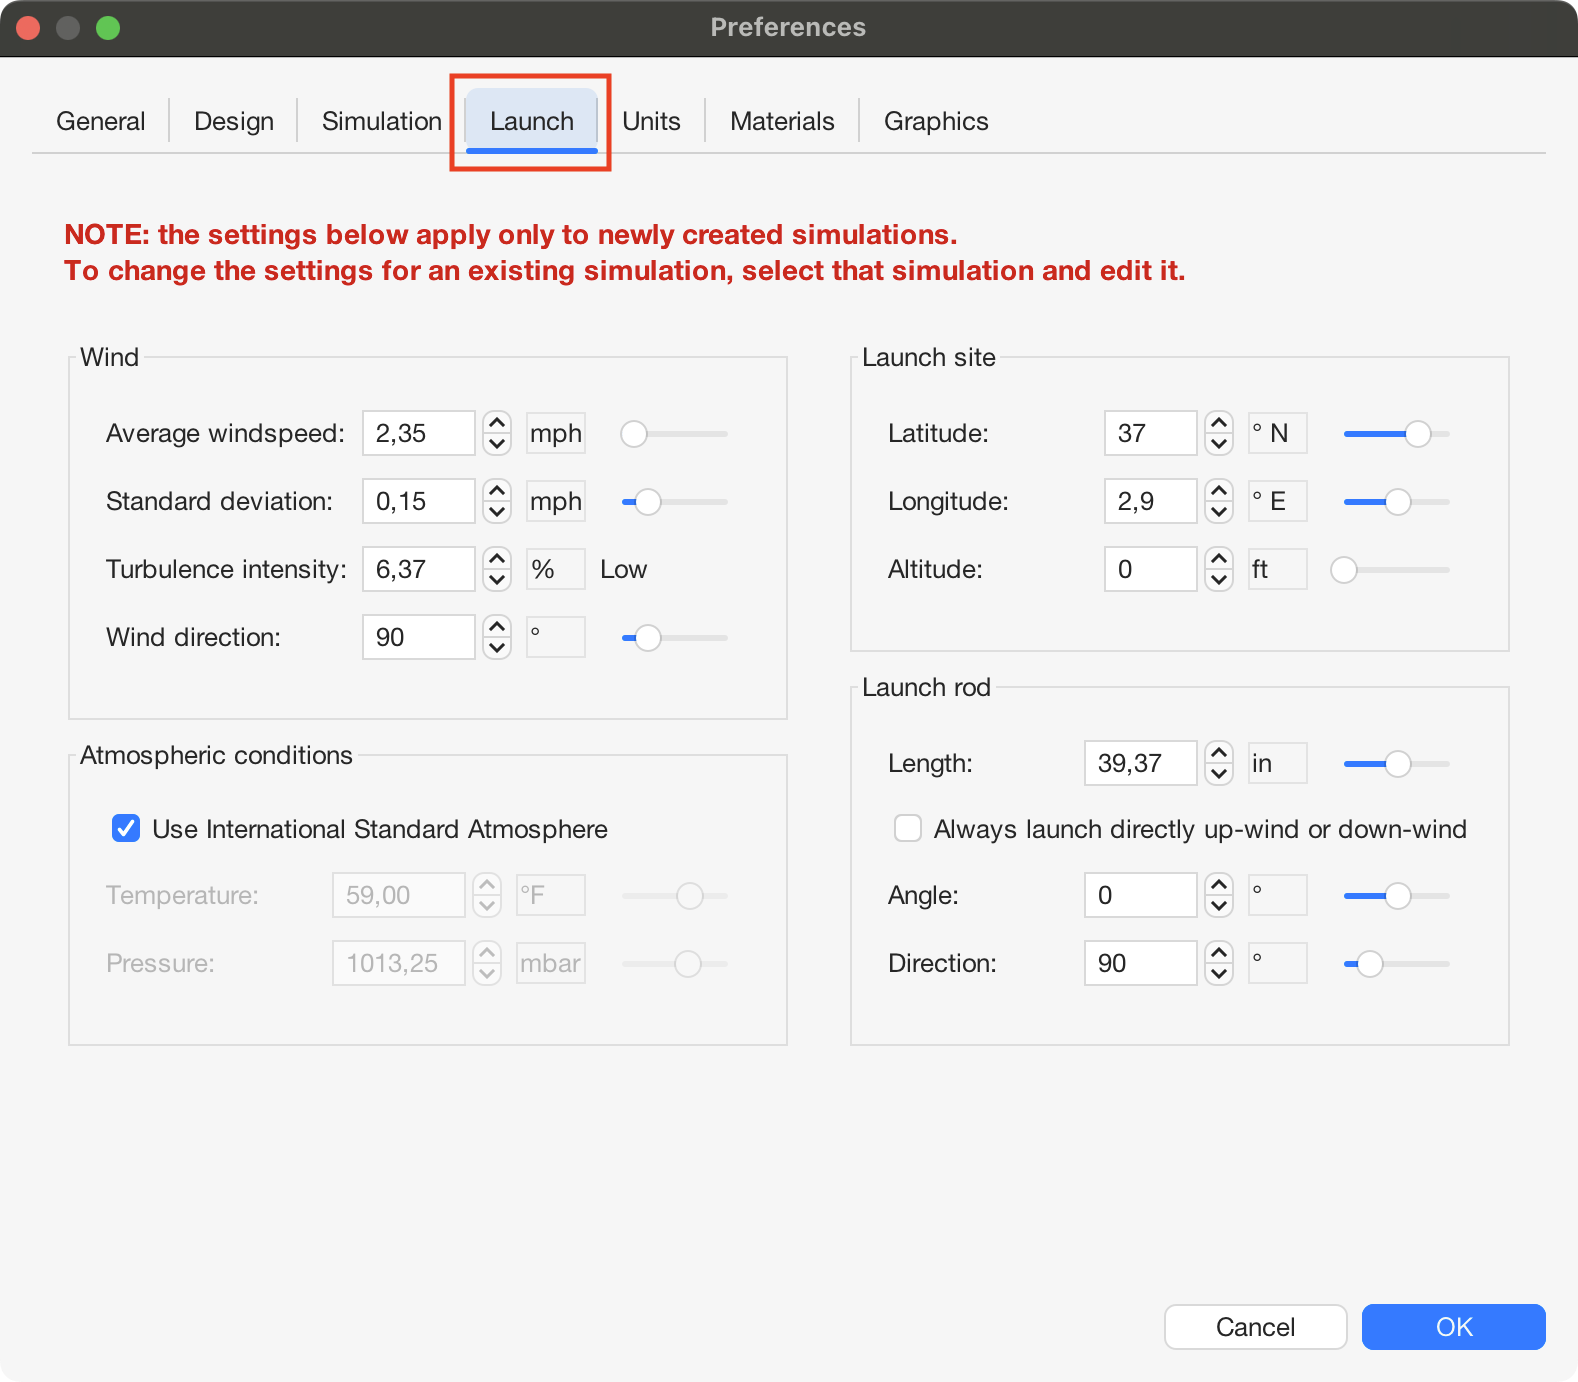 Preferences
General Design Simulation Launch Units Materials Graphics
NOTE: the settings below apply only to newly created simulations.
To change the settings for an existing simulation, select that simulation and edit it.
Wind
Average windspeed: 2,35 mph
Standard deviation: 0,15 mph
Turbulence intensity: 6,37 % Low
Wind direction: 90 °
Atmospheric conditions
Use International Standard Atmosphere
Temperature: 59,00 °F
Pressure: 1013,25 mbar
Launch site
Latitude: 37 ° N
Longitude: 2,9 ° E
Altitude: 0 ft
Launch rod
Length: 39,37 in
Always launch directly up-wind or down-wind
Angle: 0 °
Direction: 90 °
Cancel OK